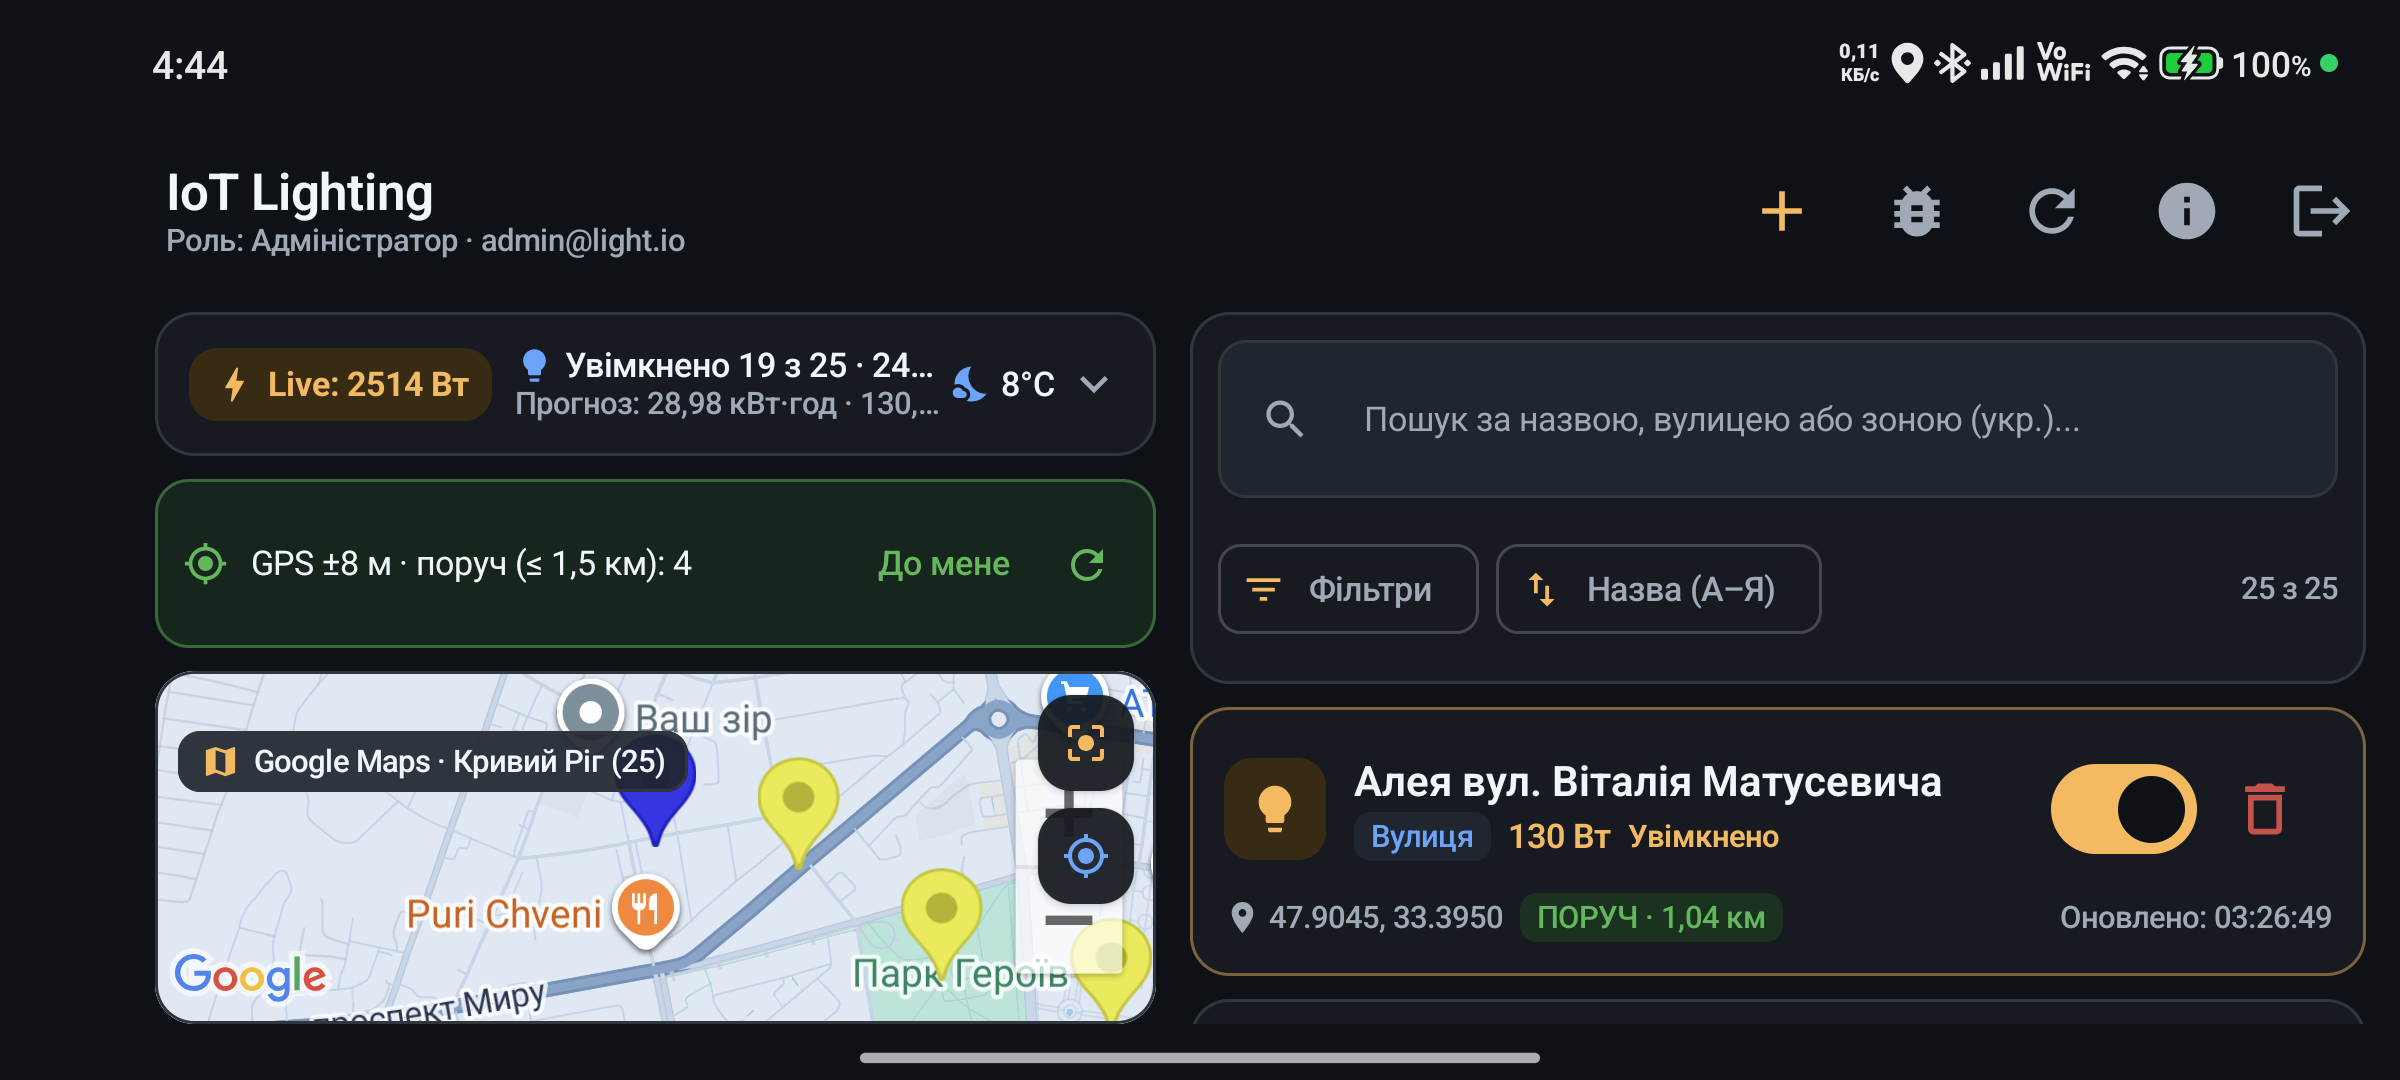 4:44
0,11 КБ/с
Vo WiFi
100%
IoT Lighting
Роль: Адміністратор · admin@light.io
Live: 2514 Вт
Увімкнено 19 з 25 · 24...
Прогноз: 28,98 кВт·год · 130,...
8°C
GPS ±8 м · поруч (≤ 1,5 км): 4
До мене
Ваш зір
Google Maps · Кривий Ріг (25)
Puri Chveni
Парк Героїв
Google
проспект Миру
Пошук за назвою, вулицею або зоною (укр.)...
Фільтри
Назва (А–Я)
25 з 25
Алея вул. Віталія Матусевича
Вулиця
130 Вт
Увімкнено
47.9045, 33.3950
ПОРУЧ · 1,04 км
Оновлено: 03:26:49